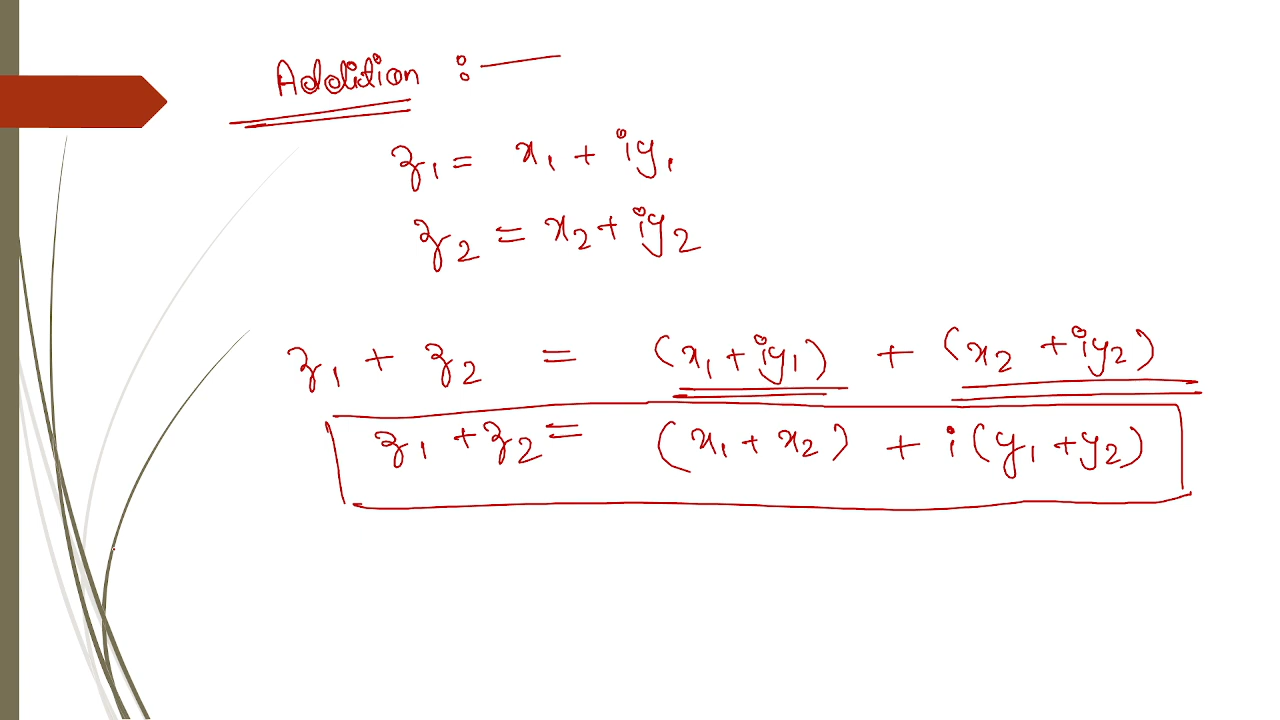 Addition :—
z₁ = x₁ + iy₁
z₂ = x₂ + iy₂
z₁ + z₂ = (x₁ + iy₁) + (x₂ + iy₂)
z₁ + z₂ = (x₁ + x₂) + i(y₁ + y₂)